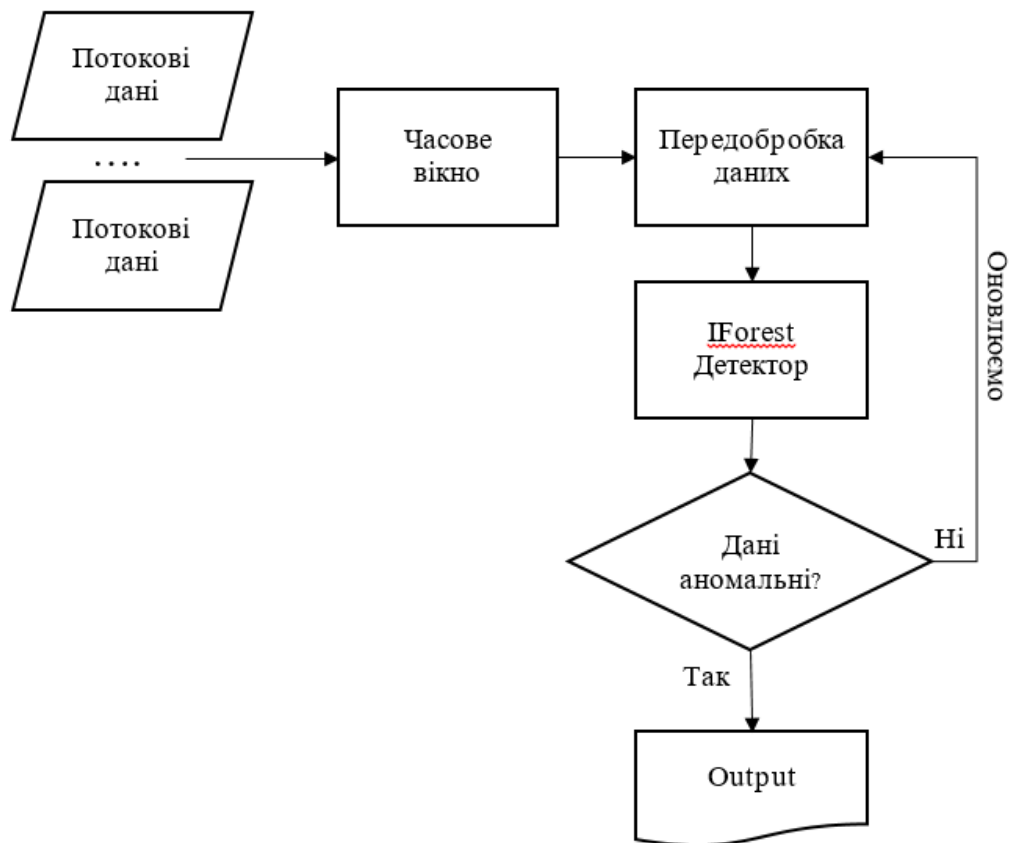 Потокові
дані
....
Потокові
дані
Часове
вікно
Передобробка
даних
IForest
Детектор
Оновлюємо
Дані
аномальні?
Ні
Так
Output